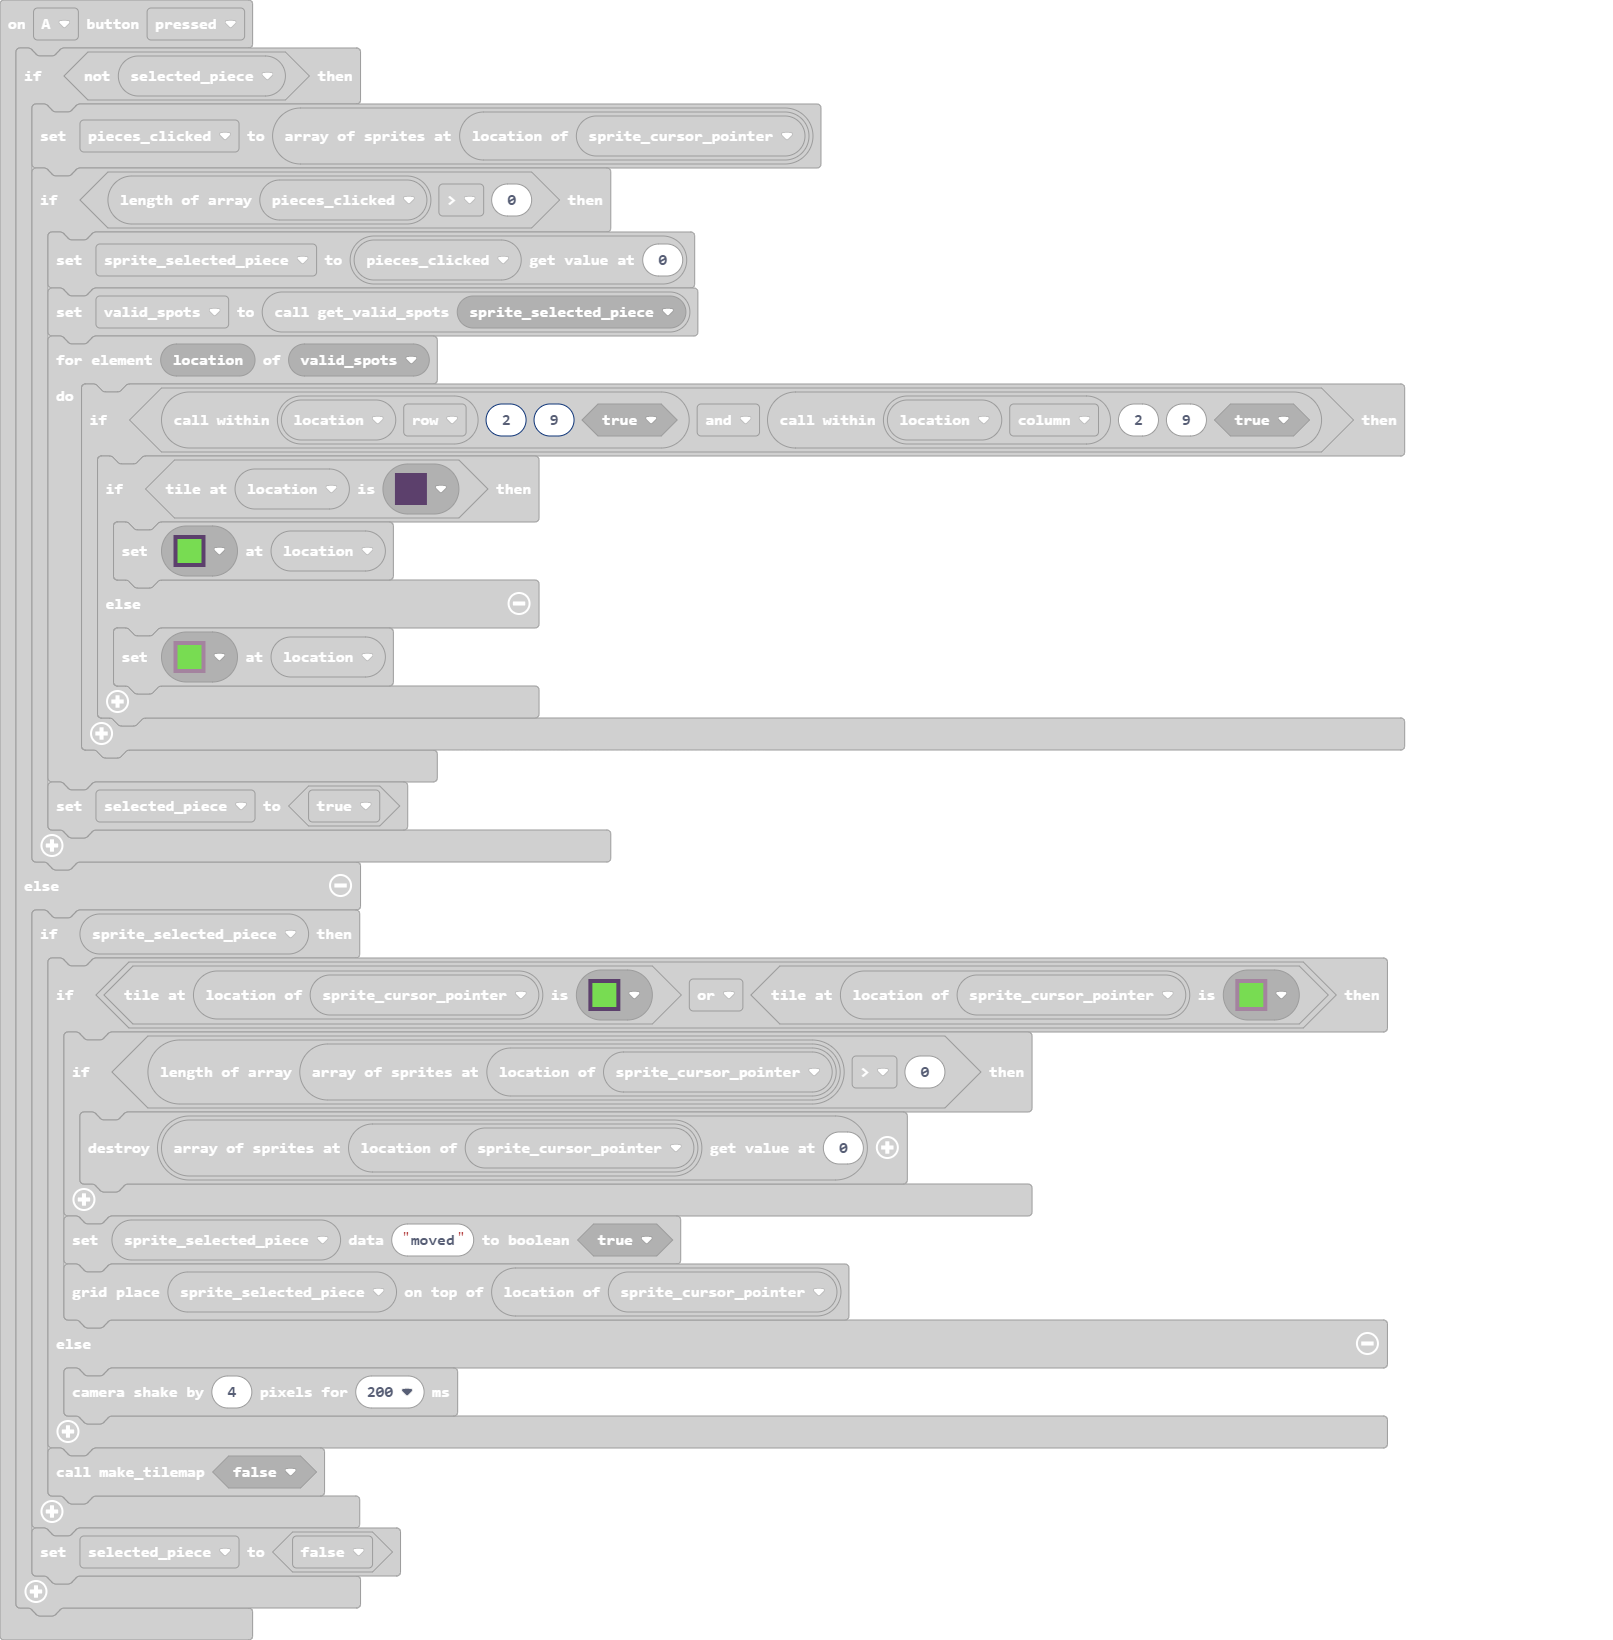 on A button pressed
if not selected_piece then
set pieces_clicked to array of sprites at location of sprite_cursor_pointer
if length of array pieces_clicked > 0 then
set sprite_selected_piece to pieces_clicked get value at 0
set valid_spots to call get_valid_spots sprite_selected_piece
for element location of valid_spots
do
if call within location row 2 9 true and call within location column 2 9 true then
if tile at location is then
set at location
else
set at location
set selected_piece to true
else
if sprite_selected_piece then
if tile at location of sprite_cursor_pointer is or tile at location of sprite_cursor_pointer is then
if length of array array of sprites at location of sprite_cursor_pointer > 0 then
destroy array of sprites at location of sprite_cursor_pointer get value at 0
set sprite_selected_piece data "moved" to boolean true
grid place sprite_selected_piece on top of location of sprite_cursor_pointer
else
camera shake by 4 pixels for 200 ms
call make_tilemap false
set selected_piece to false